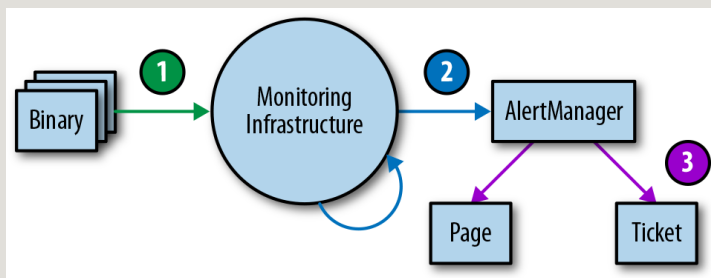 1
2
Monitoring
Infrastructure
Binary
AlertManager
3
Page
Ticket